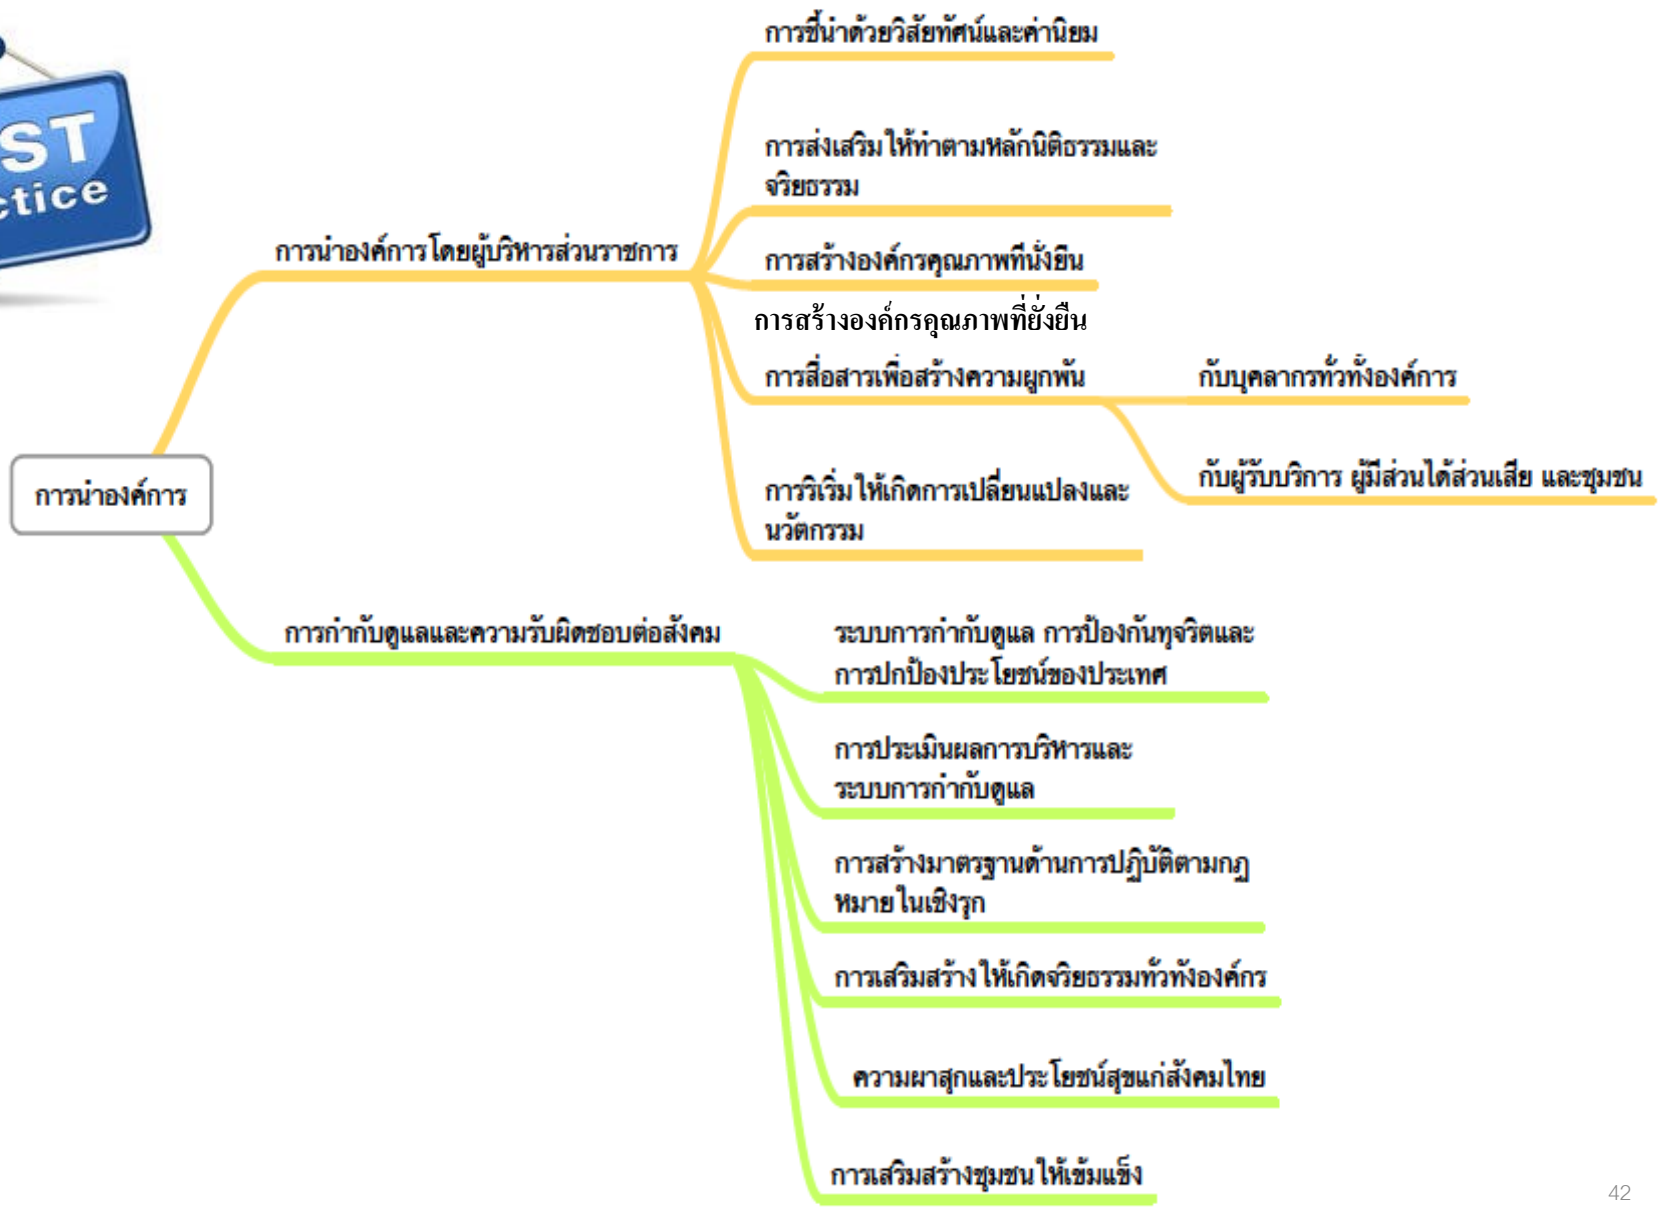 ST
ctice
การชี้นำด้วยวิสัยทัศน์และค่านิยม
การส่งเสริมให้ทำตามหลักนิติธรรมและ
จริยธรรม
การนำองค์การโดยผู้บริหารส่วนราชการ
การสร้างองค์กรคุณภาพที่นั่งยืน
การสร้างองค์กรคุณภาพที่ยั่งยืน
การสื่อสารเพื่อสร้างความผูกพัน
กับบุคลากรทั่วทั้งองค์การ
กับผู้รับบริการ ผู้มีส่วนได้ส่วนเสีย และชุมชน
การริเริ่มให้เกิดการเปลี่ยนแปลงและ
นวัตกรรม
การนำองค์การ
การกำกับดูแลและความรับผิดชอบต่อสังคม
ระบบการกำกับดูแล การป้องกันทุจริตและ
การปกป้องประโยชน์ของประเทศ
การประเมินผลการบริหารและ
ระบบการกำกับดูแล
การสร้างมาตรฐานด้านการปฏิบัติตามกฏ
หมายในเชิงรุก
การเสริมสร้างให้เกิดจริยธรรมทั่วทั้งองค์กร
ความผาสุกและประโยชน์สุขแก่สังคมไทย
การเสริมสร้างชุมชนให้เข้มแข็ง
42